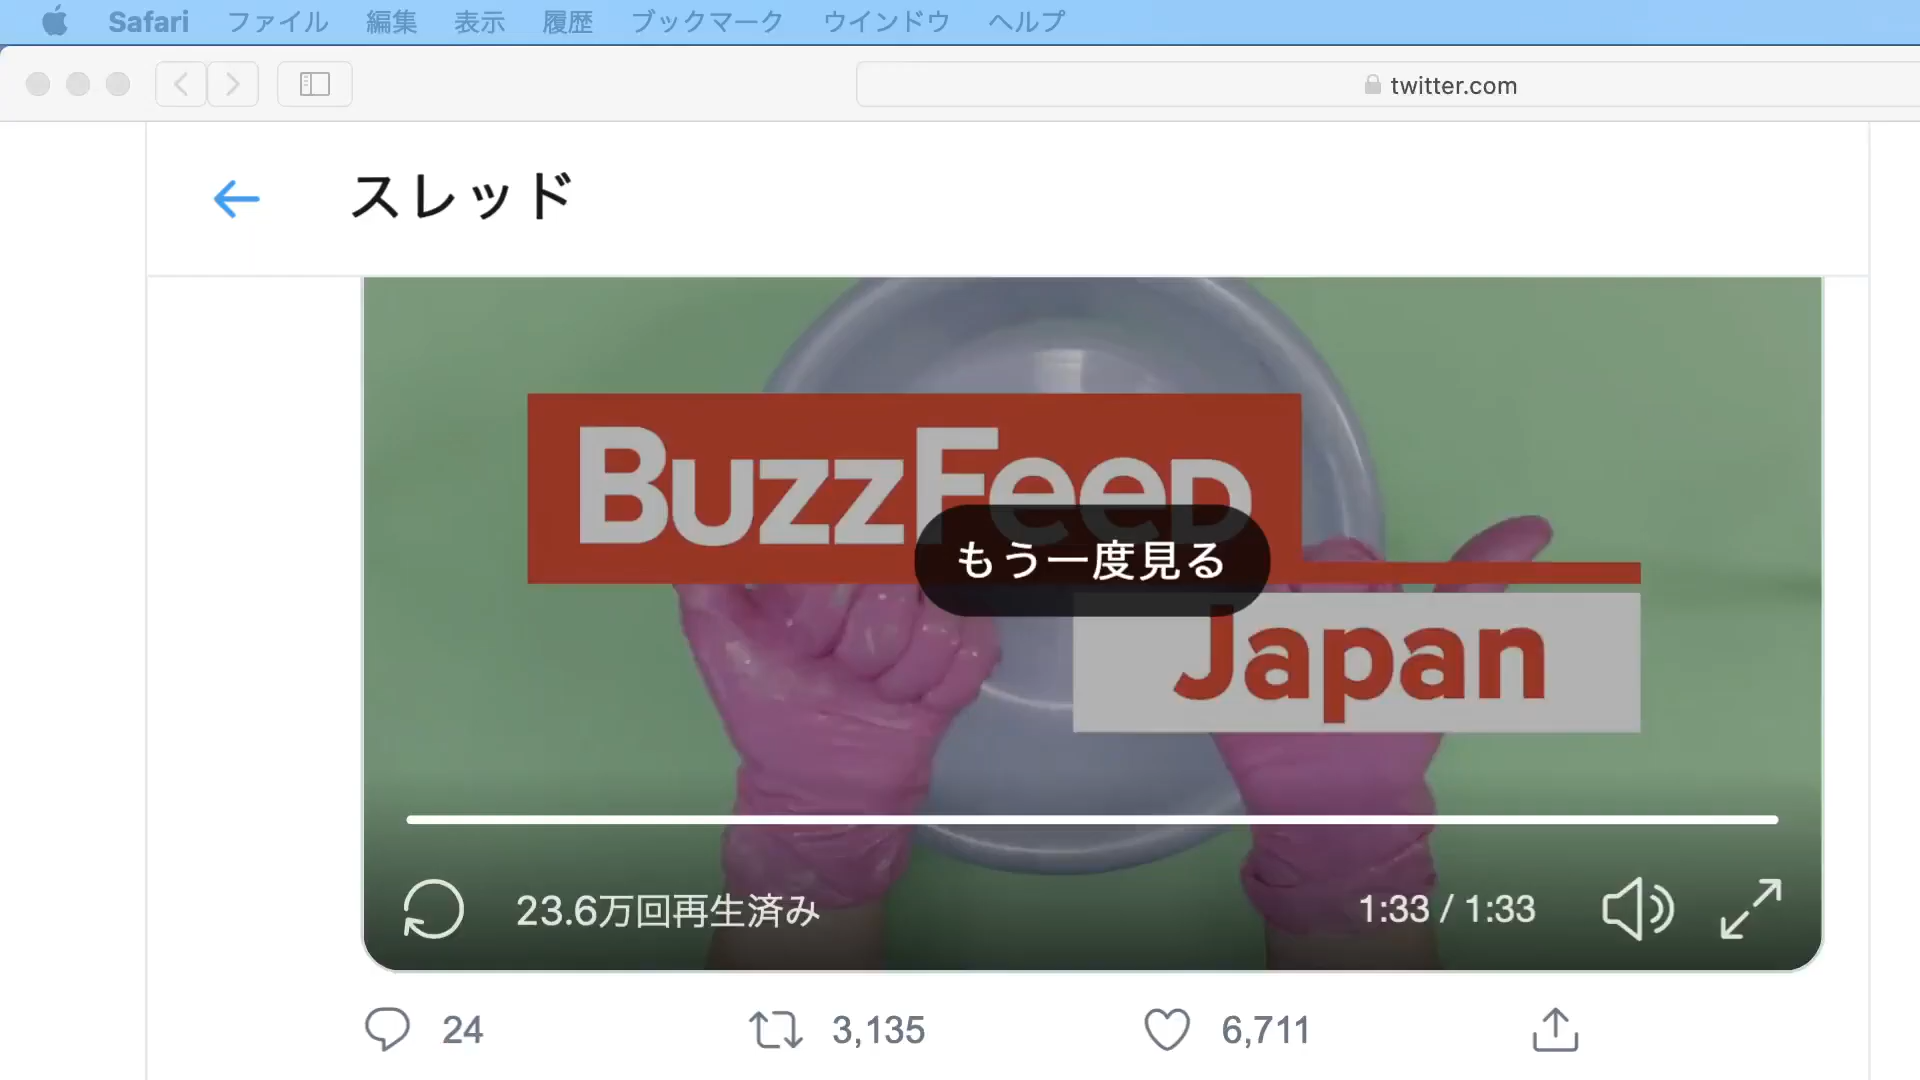 Safari ファイル 編集 表示 履歴 ブックマーク ウインドウ ヘルプ
twitter.com
スレッド
BuzzFeed
もう一度見る
Japan
23.6万回再生済み 1:33 / 1:33
24 3,135 6,711